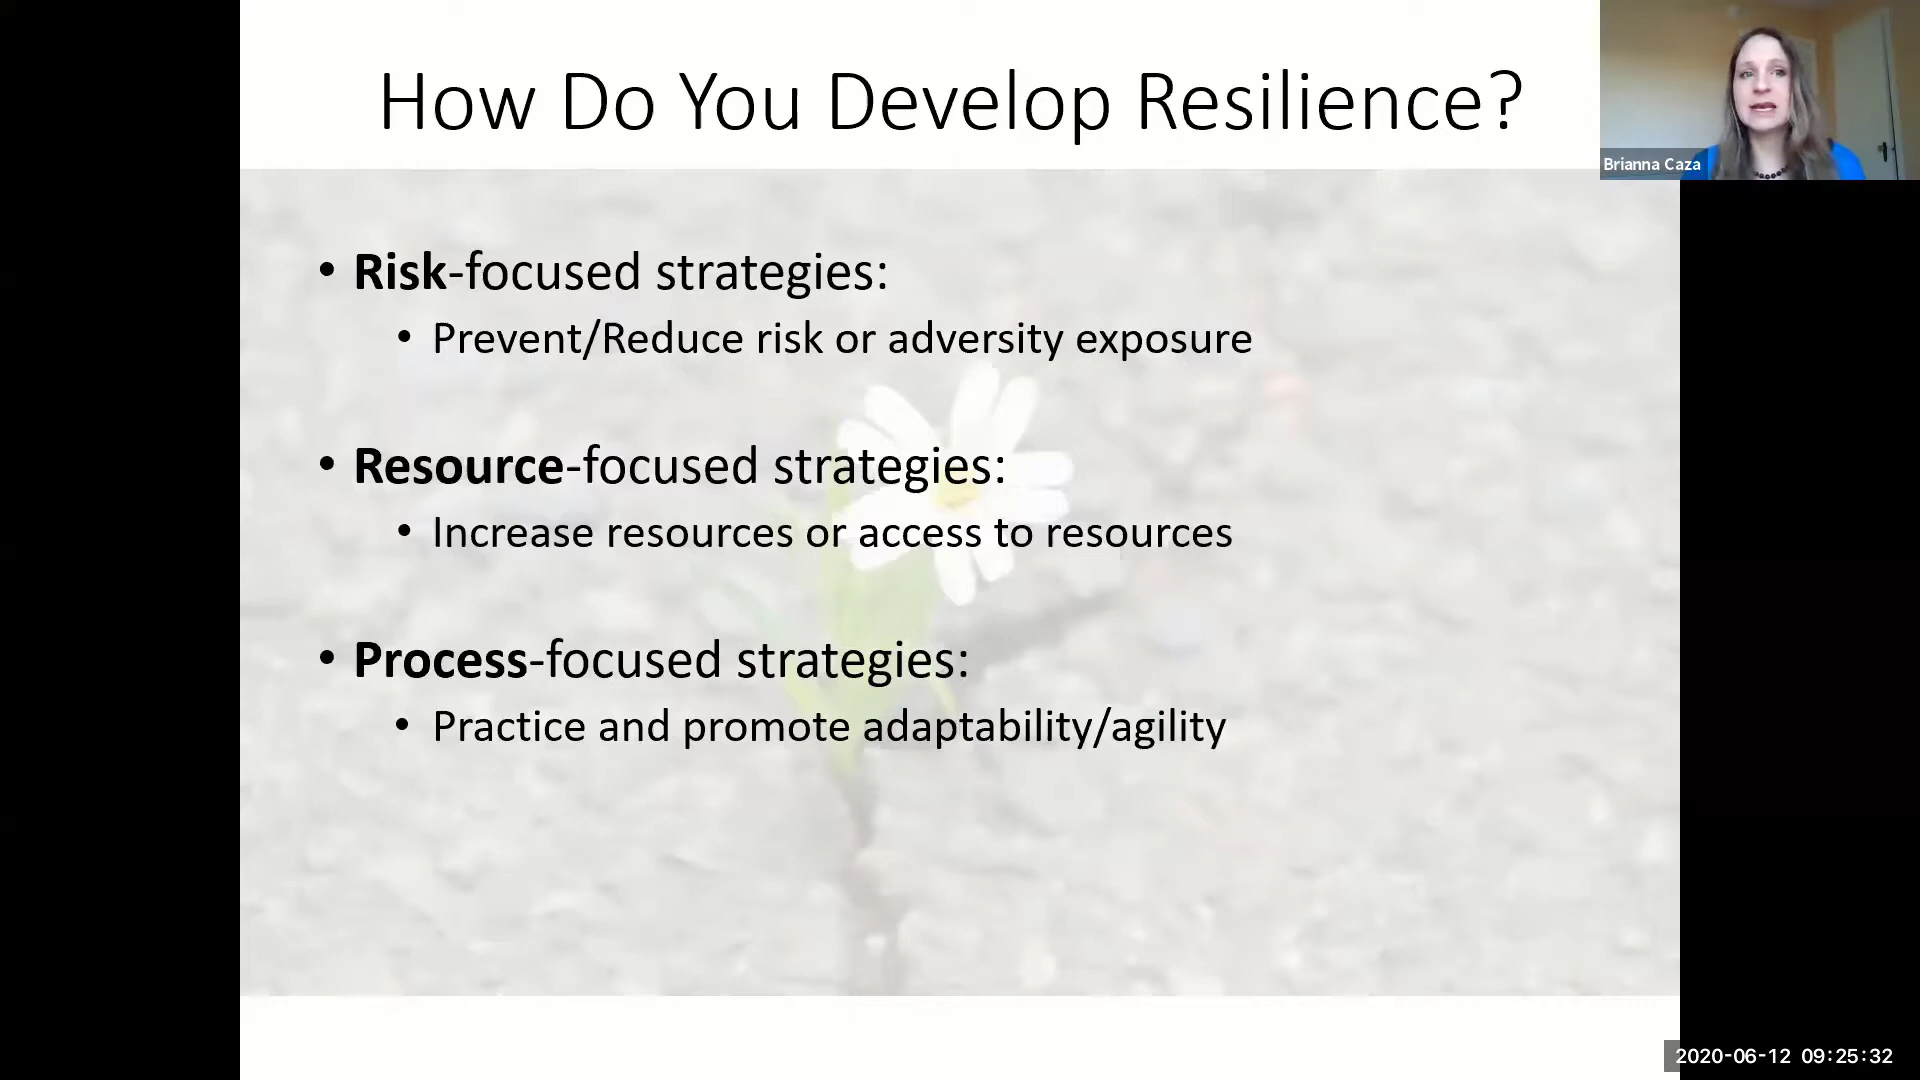 How Do You Develop Resilience?
Brianna Caza
• Risk-focused strategies:
• Prevent/Reduce risk or adversity exposure
• Resource-focused strategies:
• Increase resources or access to resources
• Process-focused strategies:
• Practice and promote adaptability/agility
2020-06-12 09:25:32